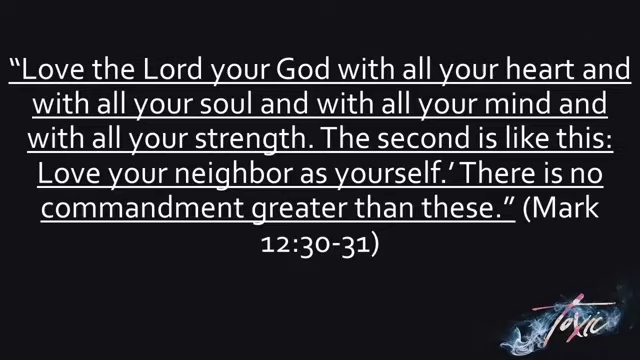 “Love the Lord your God with all your heart and
with all your soul and with all your mind and
with all your strength. The second is like this:
Love your neighbor as yourself.’ There is no
commandment greater than these.” (Mark
12:30-31)
Toxic